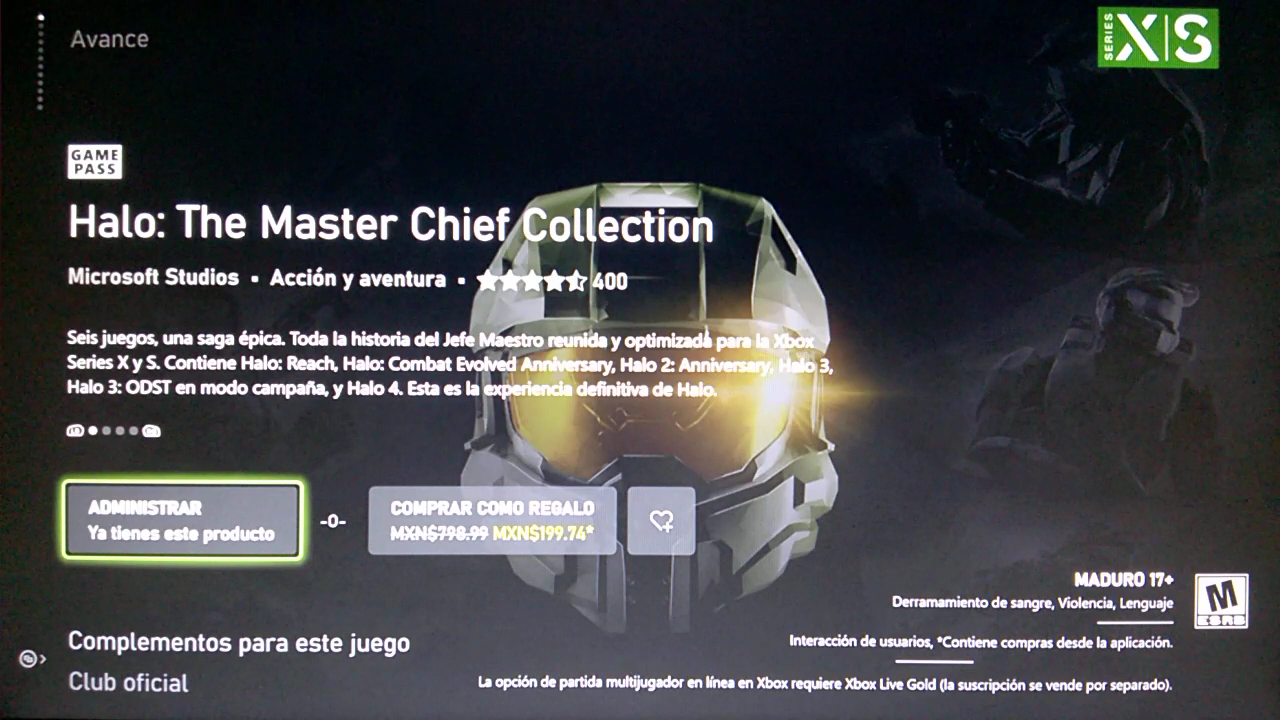 Avance
SERIES X|S
GAME
PASS
Halo: The Master Chief Collection
Microsoft Studios ▪ Acción y aventura ▪ 400
Seis juegos, una saga épica. Toda la historia del Jefe Maestro reunida y optimizada para la Xbox
Series X y S. Contiene Halo: Reach, Halo: Combat Evolved Anniversary, Halo 2: Anniversary, Halo 3,
Halo 3: ODST en modo campaña, y Halo 4. Esta es la experiencia definitiva de Halo.
ADMINISTRAR
Ya tienes este producto
-O-
COMPRAR COMO REGALO
MXN$798.99 MXN$199.74*
MADURO 17+
Derramamiento de sangre, Violencia, Lenguaje
M
ESRB
Interacción de usuarios, *Contiene compras desde la aplicación.
Complementos para este juego
Club oficial
La opción de partida multijugador en línea en Xbox requiere Xbox Live Gold (la suscripción se vende por separado).